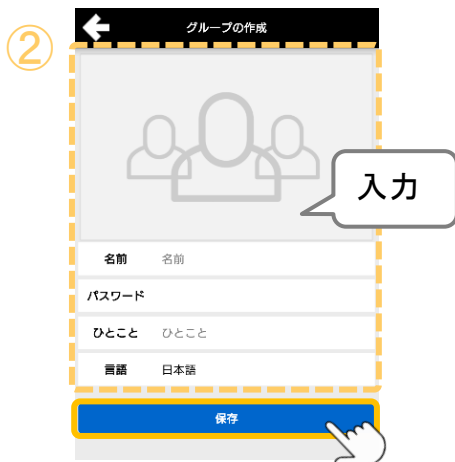 ②
グループの作成
入力
名前 名前
パスワード
ひとこと ひとこと
言語 日本語
保存